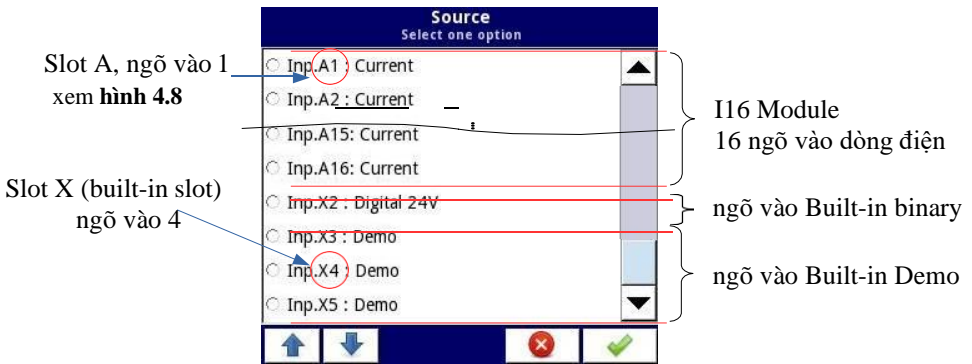 Source
Select one option
Slot A, ngõ vào 1
xem hình 4.8
Inp.A1 : Current
Inp.A2 : Current
Inp.A15: Current
Inp.A16: Current
I16 Module
16 ngõ vào dòng điện
Slot X (built-in slot)
ngõ vào 4
Inp.X2 : Digital 24V
Inp.X3 : Demo
Inp.X4 : Demo
Inp.X5 : Demo
ngõ vào Built-in binary
ngõ vào Built-in Demo